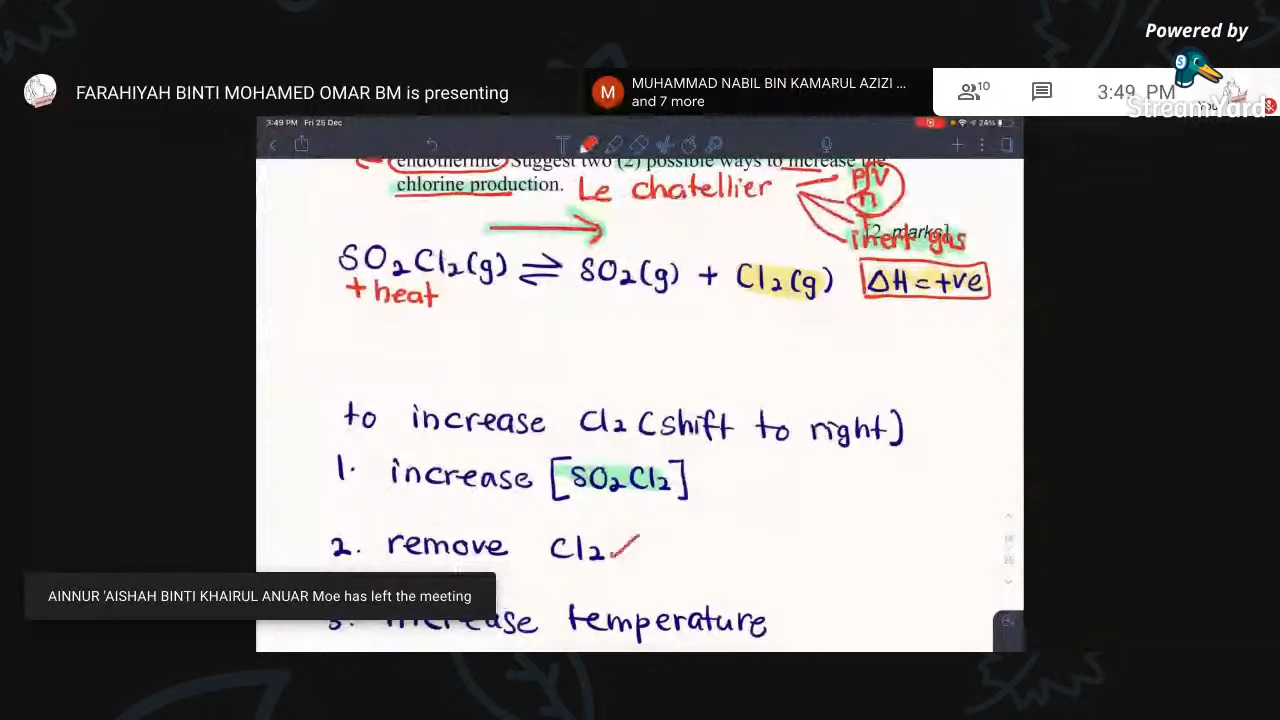 Powered by
S
StreamYard
FARAHIYAH BINTI MOHAMED OMAR BM is presenting
M
MUHAMMAD NABIL BIN KAMARUL AZIZI ...
and 7 more
10
3:49 PM
You
3:49 PM Fri 25 Dec
24%
endothermic. Suggest two (2) possible ways to increase the
chlorine production.
Le chatellier
P/V
n
inert gas
[2 marks]
SO₂Cl₂(g) ⇌ SO₂(g) + Cl₂(g)
ΔH = +ve
+ heat
to increase Cl₂ (shift to right)
1. increase [SO₂Cl₂]
2. remove Cl₂ ✓
AINNUR 'AISHAH BINTI KHAIRUL ANUAR Moe has left the meeting
3. increase temperature